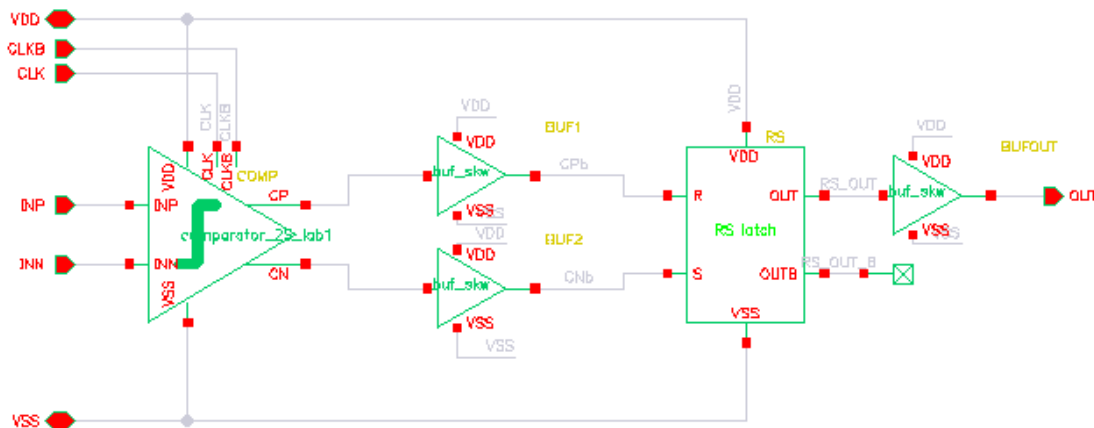 VDD
CLKB
CLK
CLK
CLKB
VDD
CLK
CLKB
COMP
INP
INP
CP
comparator_2S_lab1
INN
INN
CN
VSS
VSS
VDD
BUF1
VDD
buf_skw
CPb
VSS
VSS
VDD
BUF2
VDD
buf_skw
CNb
VSS
VSS
VDD
RS
VDD
R
OUT
RS_OUT
RS latch
S
OUTB
RS_OUT_B
VSS
VDD
BUFOUT
VDD
buf_skw
OUT
VSS
VSS